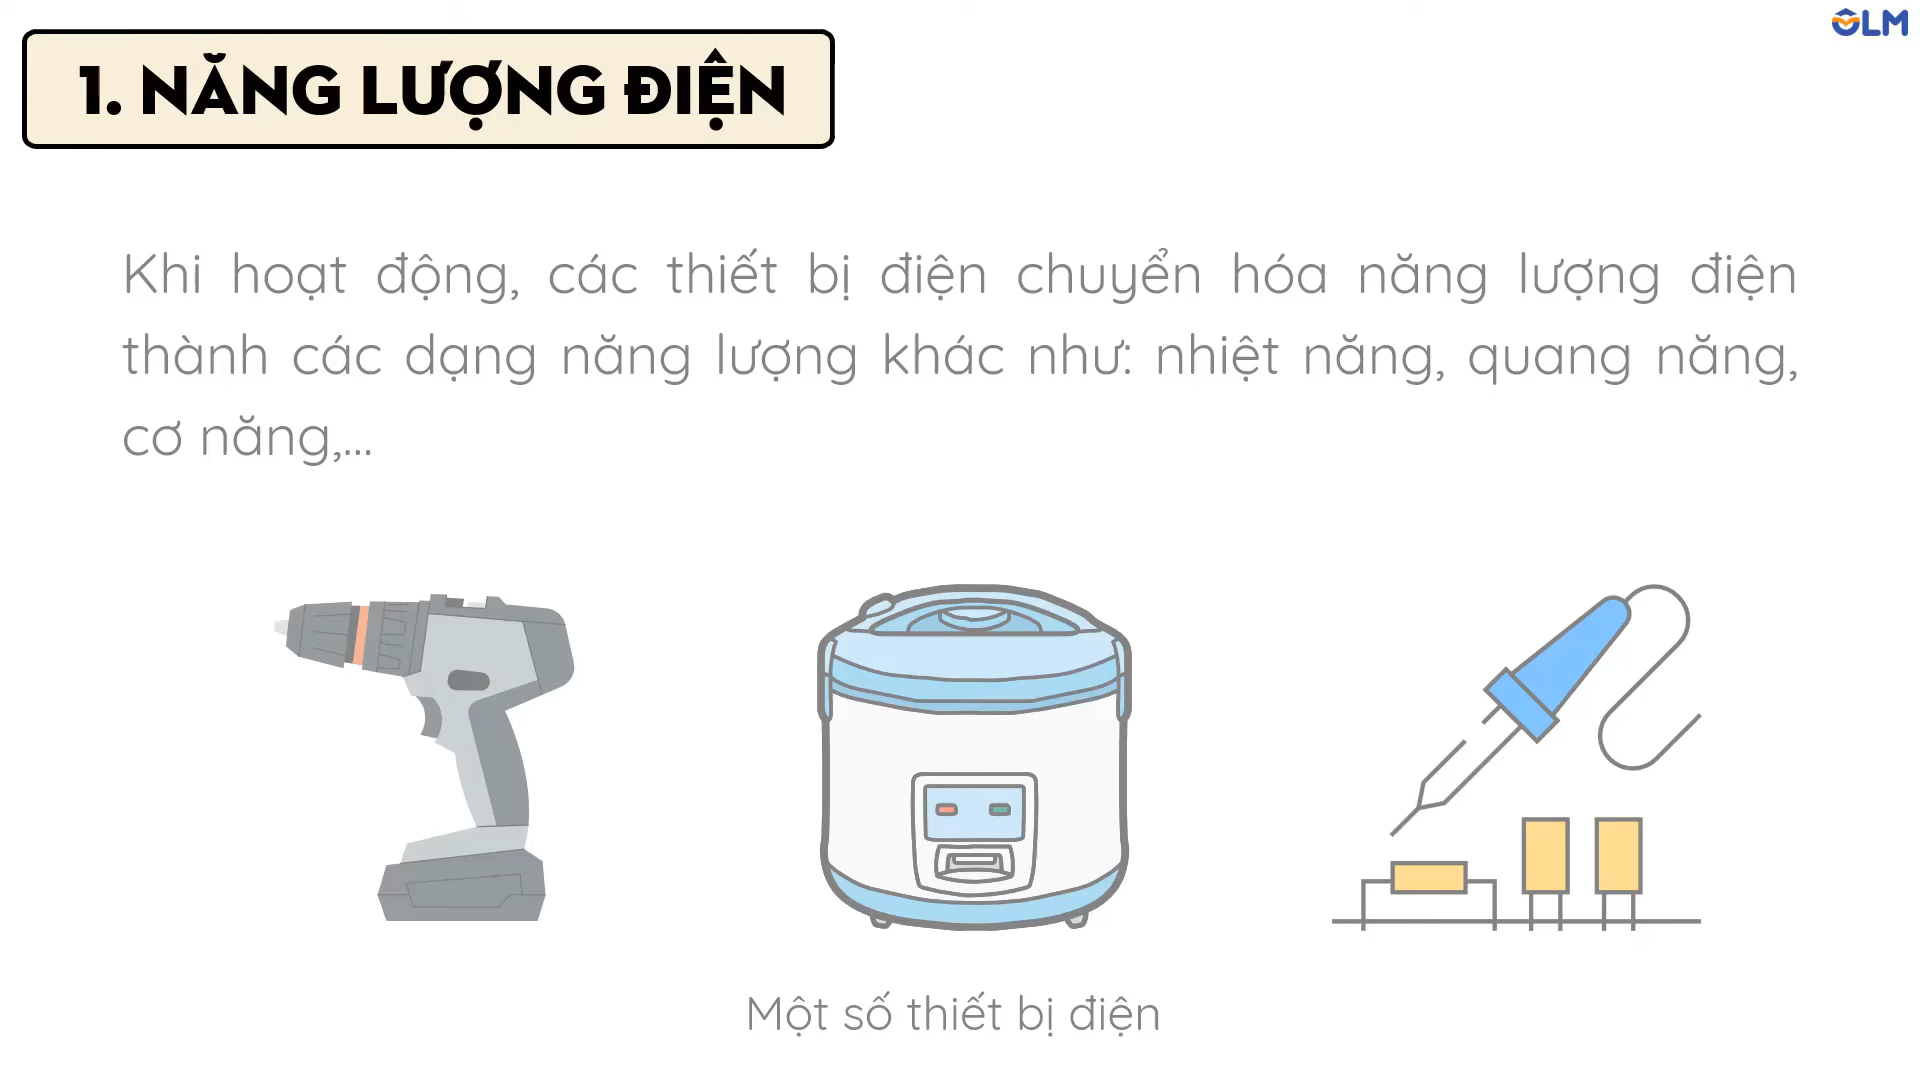 OLM
1. NĂNG LƯỢNG ĐIỆN
Khi hoạt động, các thiết bị điện chuyển hóa năng lượng điện
thành các dạng năng lượng khác như: nhiệt năng, quang năng,
cơ năng,...
Một số thiết bị điện